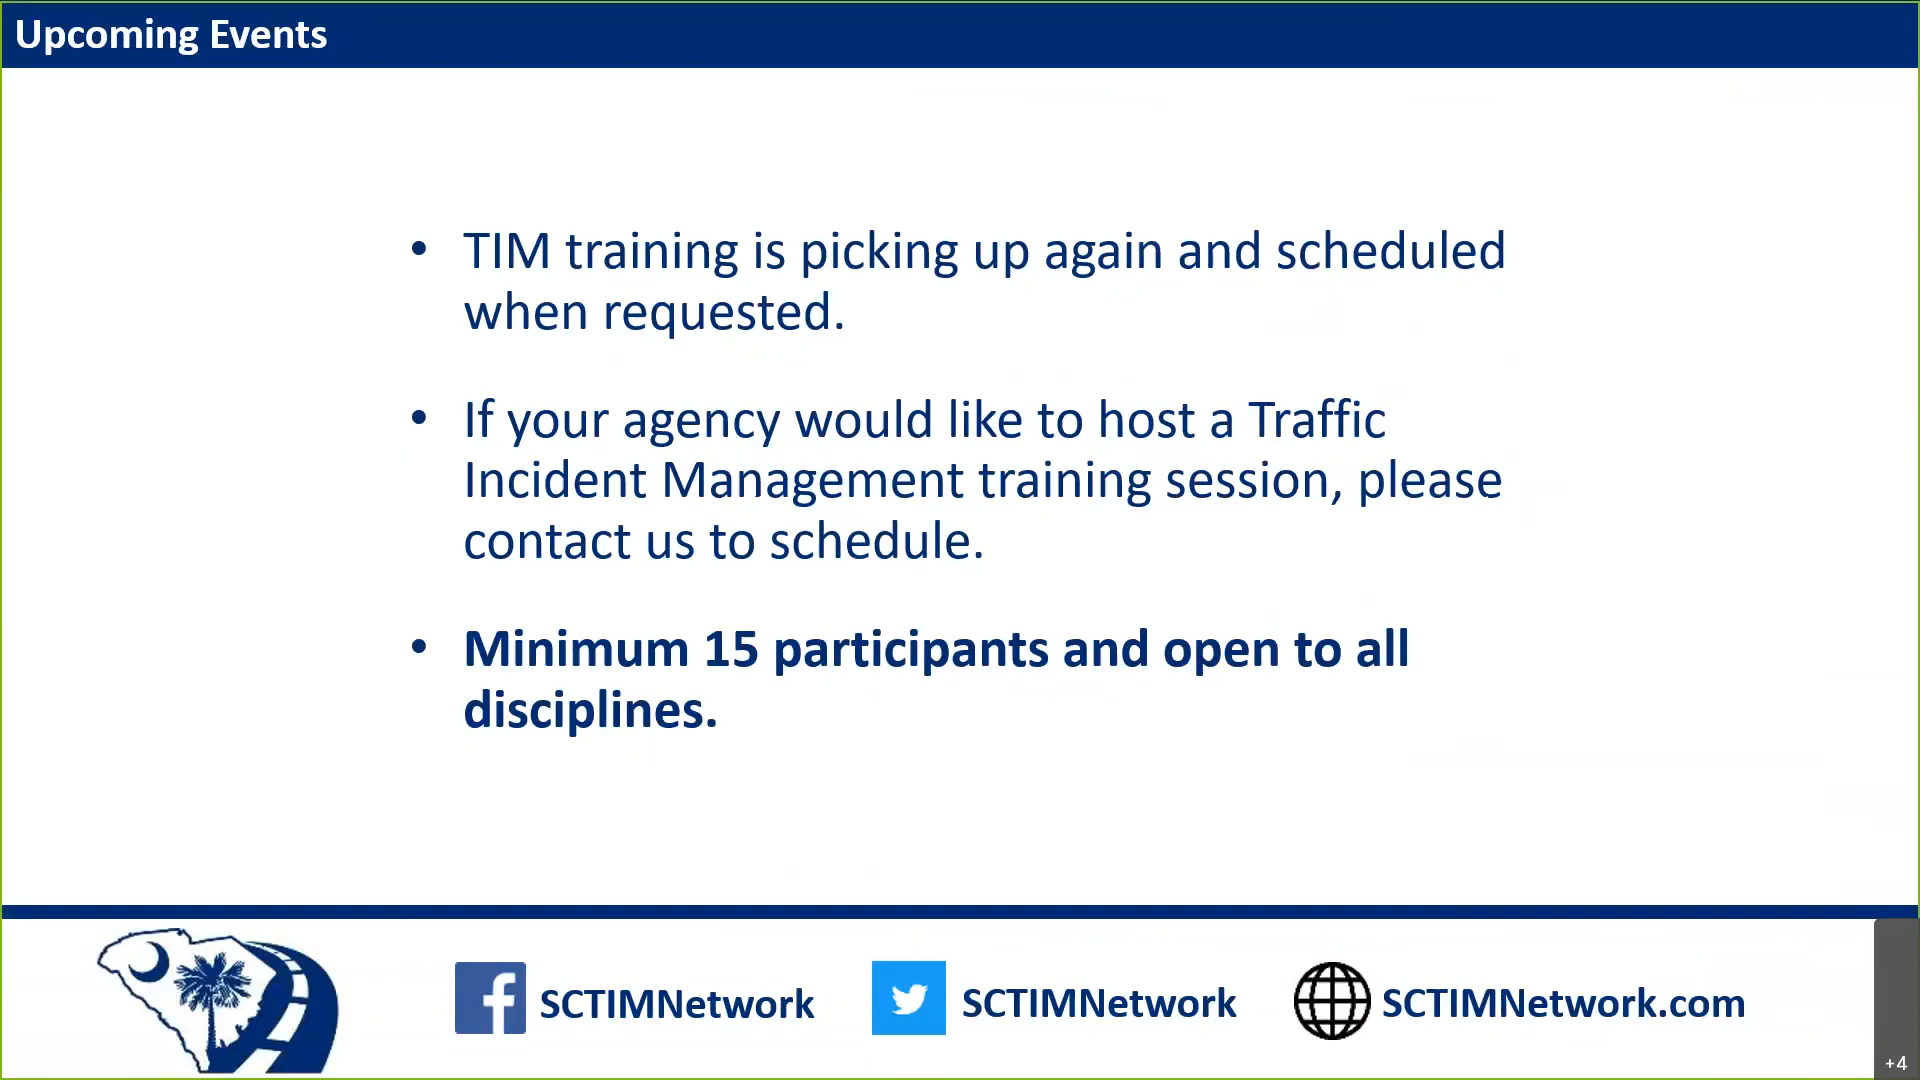 Upcoming Events
• TIM training is picking up again and scheduled
when requested.
• If your agency would like to host a Traffic
Incident Management training session, please
contact us to schedule.
• Minimum 15 participants and open to all
disciplines.
SCTIMNetwork
SCTIMNetwork
SCTIMNetwork.com
+4